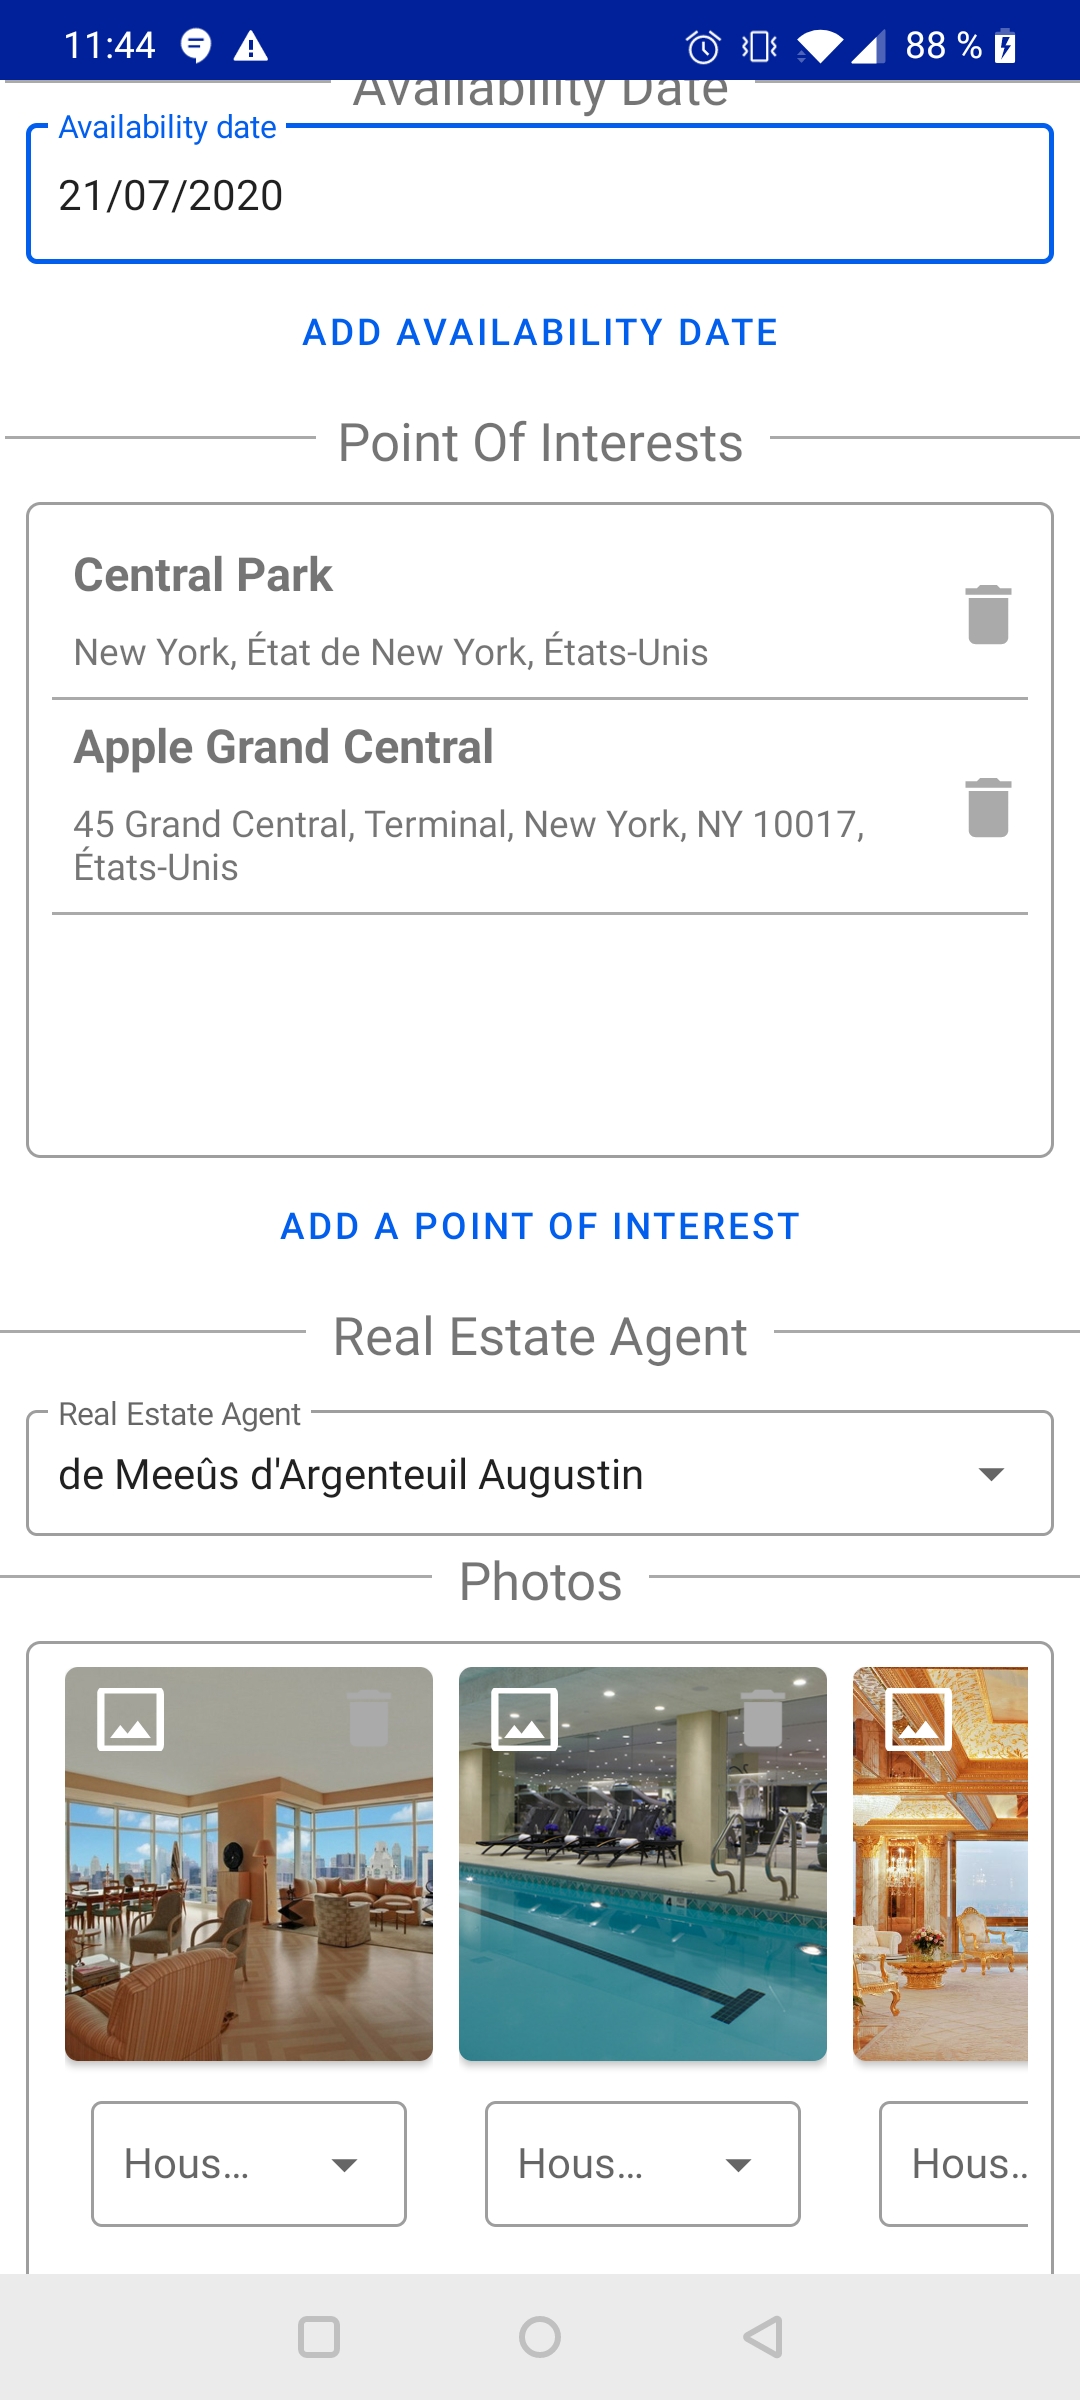 11:44
88 %
Availability Date
Availability date
21/07/2020
ADD AVAILABILITY DATE
Point Of Interests
Central Park
New York, État de New York, États-Unis
Apple Grand Central
45 Grand Central, Terminal, New York, NY 10017,
États-Unis
ADD A POINT OF INTEREST
Real Estate Agent
Real Estate Agent
de Meeûs d'Argenteuil Augustin
Photos
Hous... Hous... Hous..